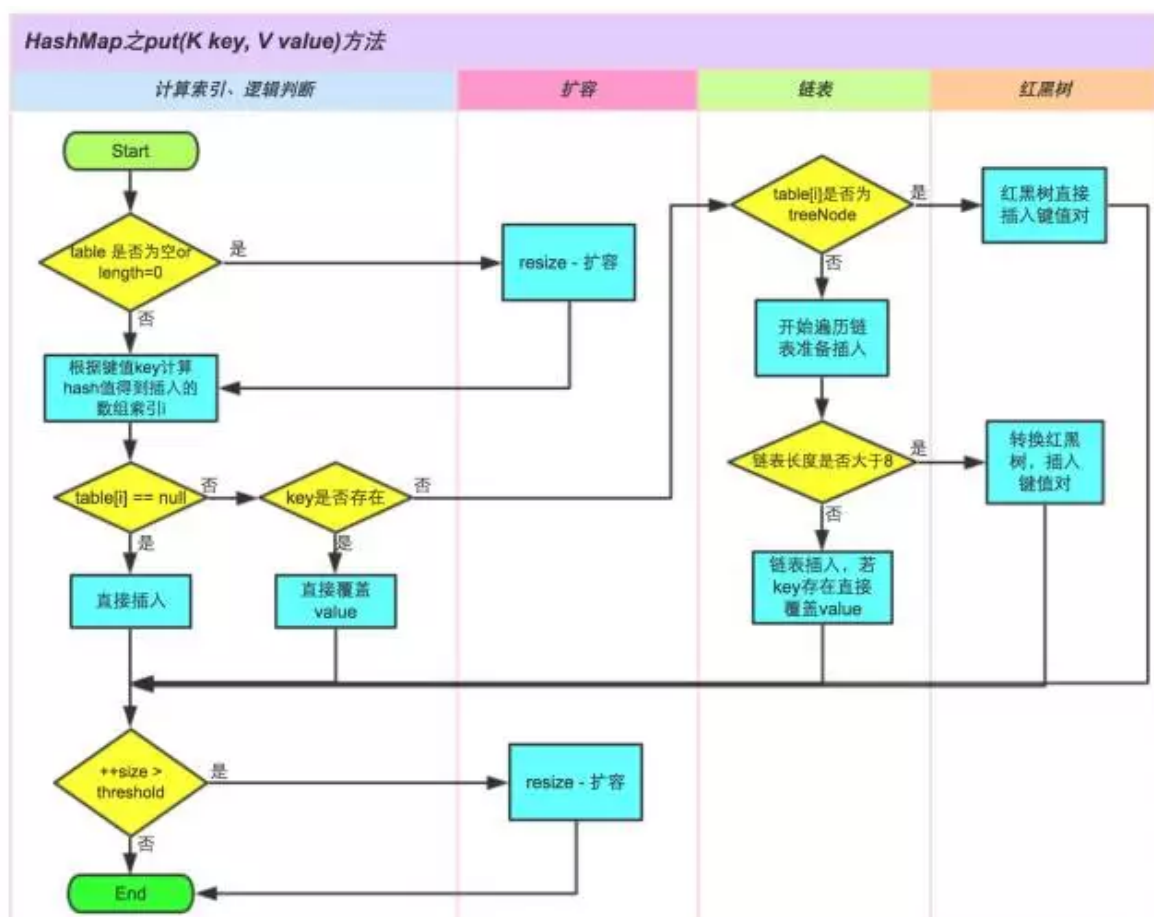 HashMap之put(K key, V value)方法
计算索引、逻辑判断
扩容
链表
红黑树
Start
table 是否为空or
length=0
是
否
resize - 扩容
根据键值key计算
hash值得到插入的
数组索引i
table[i] == null
否
是
key是否存在
否
是
直接插入
直接覆盖
value
table[i]是否为
treeNode
是
否
红黑树直接
插入键值对
开始遍历链
表准备插入
链表长度是否大于8
是
否
转换红黑
树，插入
键值对
链表插入，若
key存在直接
覆盖value
++size >
threshold
是
否
resize - 扩容
End